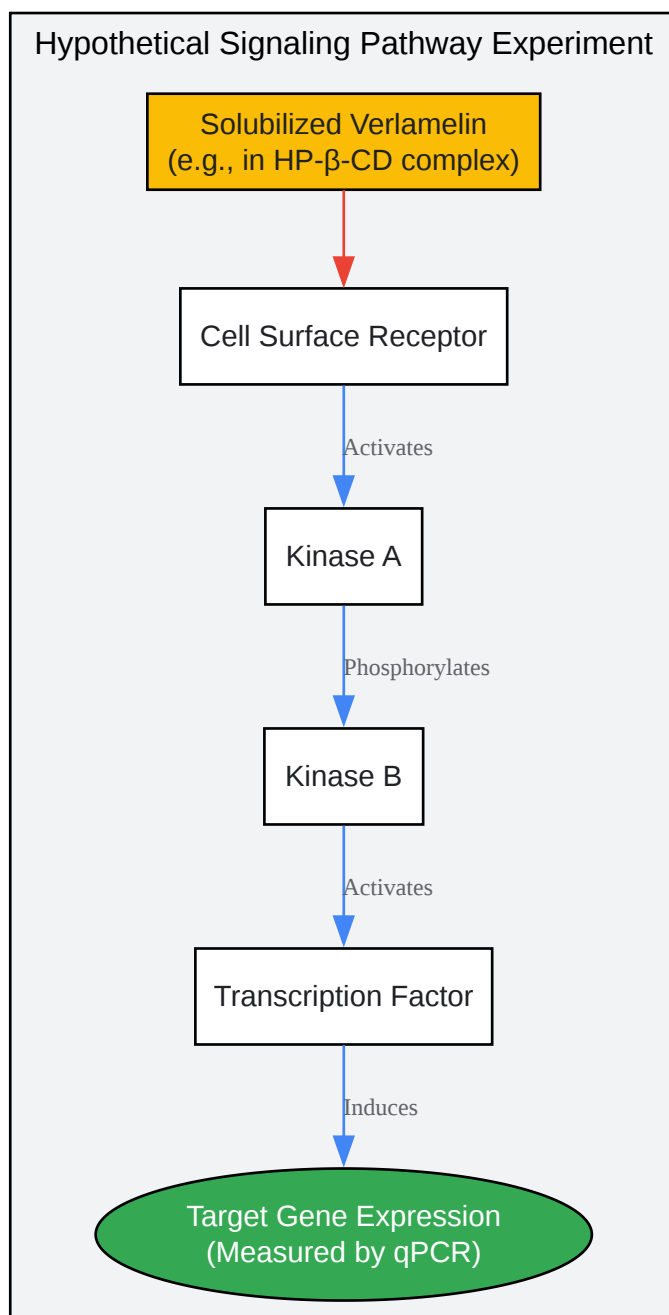 Hypothetical Signaling Pathway Experiment
Solubilized Verlamelin
(e.g., in HP-β-CD complex)
Cell Surface Receptor
Activates
Kinase A
Phosphorylates
Kinase B
Activates
Transcription Factor
Induces
Target Gene Expression
(Measured by qPCR)